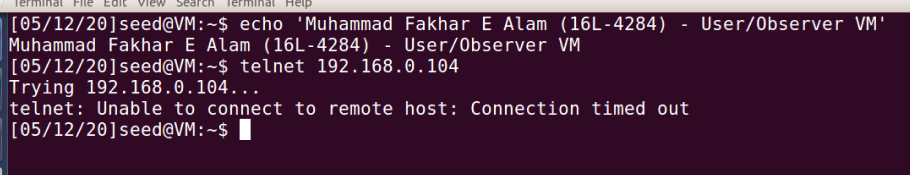 Terminal File Edit View Search Terminal Help
[05/12/20]seed@VM:~$ echo 'Muhammad Fakhar E Alam (16L-4284) - User/Observer VM'
Muhammad Fakhar E Alam (16L-4284) - User/Observer VM
[05/12/20]seed@VM:~$ telnet 192.168.0.104
Trying 192.168.0.104...
telnet: Unable to connect to remote host: Connection timed out
[05/12/20]seed@VM:~$